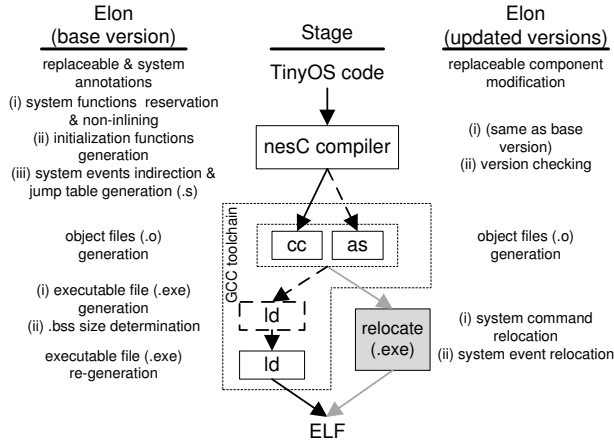 Elon
(base version)
Stage
Elon
(updated versions)
replaceable & system
annotations
TinyOS code
replaceable component
modification
(i) system functions reservation
& non-inlining
(ii) initialization functions
generation
(iii) system events indirection &
jump table generation (.s)
nesC compiler
(i) (same as base
version)
(ii) version checking
GCC toolchain
object files (.o)
generation
cc
as
object files (.o)
generation
(i) executable file (.exe)
generation
(ii) .bss size determination
ld
relocate
(.exe)
(i) system command
relocation
(ii) system event relocation
executable file (.exe)
re-generation
ld
ELF